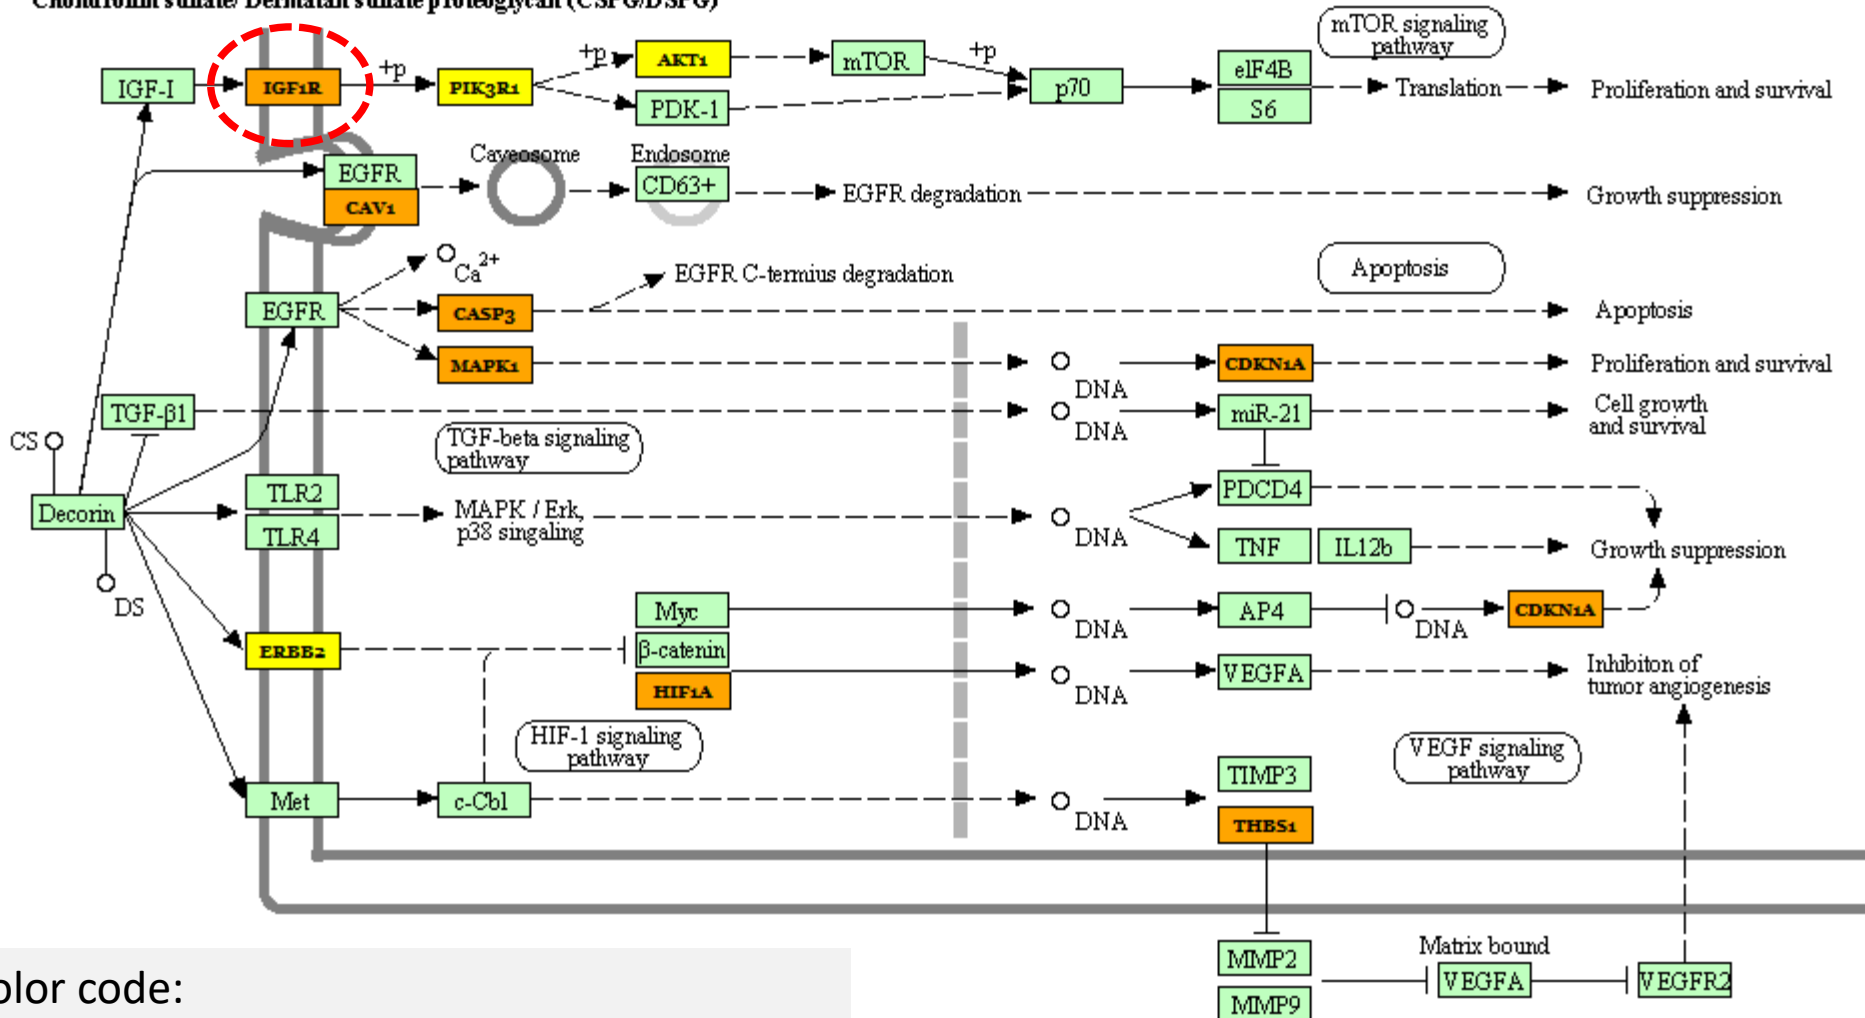 Chondroitin sulfate/ Dermatan sulfate proteoglycan (CSPG/DSPG)
mTOR signaling
pathway
IGF-I
IGF1R
+p
PIK3R1
+p
AKT1
PDK-1
mTOR
+p
p70
eIF4B
S6
Translation
Proliferation and survival
EGFR
CAV1
Caveosome
Endosome
CD63+
EGFR degradation
Growth suppression
Ca2+
EGFR C-termius degradation
Apoptosis
EGFR
CASP3
Apoptosis
MAPK1
DNA
CDKN1A
Proliferation and survival
TGF-β1
DNA
miR-21
Cell growth
and survival
TGF-beta signaling
pathway
CS
Decorin
DS
TLR2
TLR4
MAPK / Erk,
p38 singaling
DNA
PDCD4
TNF
IL12b
Growth suppression
Myc
DNA
AP4
DNA
CDKN1A
ERBB2
β-catenin
HIF1A
DNA
VEGFA
Inhibiton of
tumor angiogenesis
HIF-1 signaling
pathway
VEGF signaling
pathway
Met
c-Cbl
DNA
TIMP3
THBS1
MMP2
MMP9
Matrix bound
VEGFA
VEGFR2
olor code: